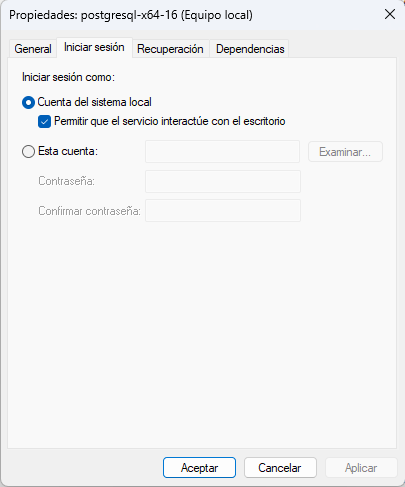 Propiedades: postgresql-x64-16 (Equipo local)
General Iniciar sesión Recuperación Dependencias
Iniciar sesión como:
Cuenta del sistema local
Permitir que el servicio interactúe con el escritorio
Esta cuenta: Examinar...
Contraseña:
Confirmar contraseña:
Aceptar Cancelar Aplicar